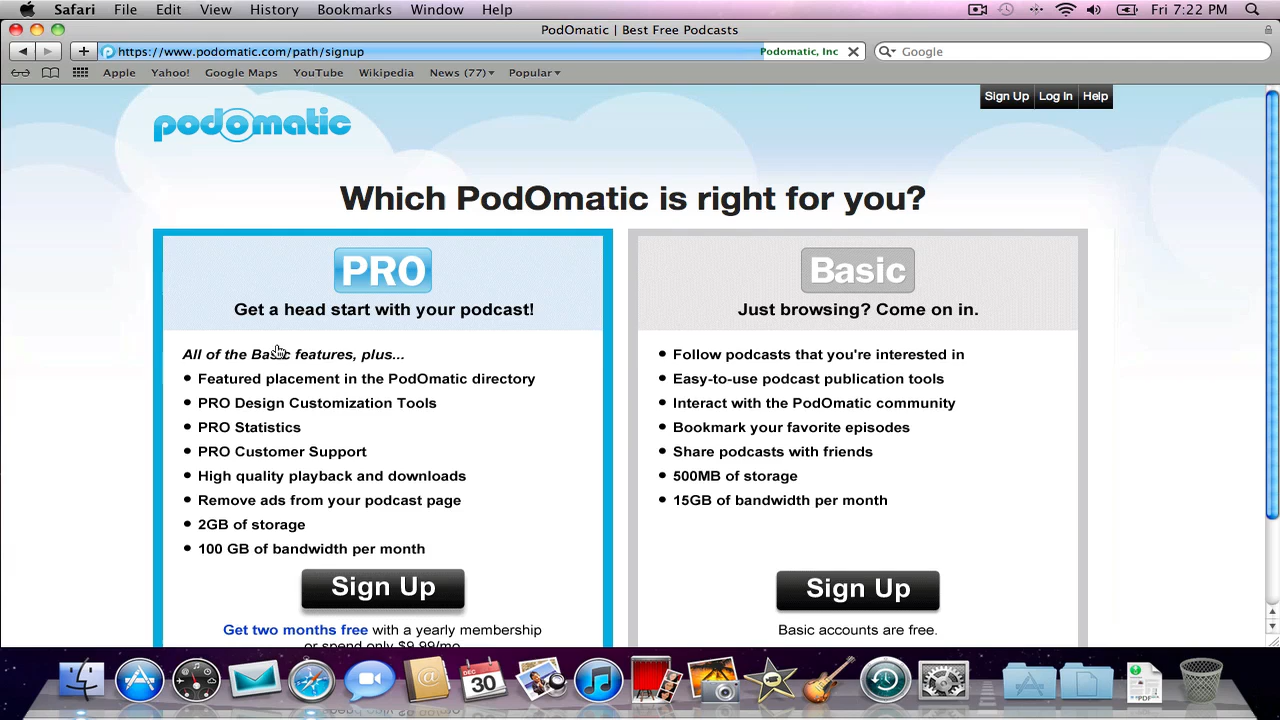 Safari File Edit View History Bookmarks Window Help Fri 7:22 PM
PodOmatic | Best Free Podcasts
https://www.podomatic.com/path/signup Podomatic, Inc Google
Apple Yahoo! Google Maps YouTube Wikipedia News (77) Popular
Sign Up Log In Help
podomatic
Which PodOmatic is right for you?
PRO
Get a head start with your podcast!
All of the Basic features, plus...
• Featured placement in the PodOmatic directory
• PRO Design Customization Tools
• PRO Statistics
• PRO Customer Support
• High quality playback and downloads
• Remove ads from your podcast page
• 2GB of storage
• 100 GB of bandwidth per month
Sign Up
Get two months free with a yearly membership
or spend only $9.99/mo
Basic
Just browsing? Come on in.
• Follow podcasts that you're interested in
• Easy-to-use podcast publication tools
• Interact with the PodOmatic community
• Bookmark your favorite episodes
• Share podcasts with friends
• 500MB of storage
• 15GB of bandwidth per month
Sign Up
Basic accounts are free.
DEC
30